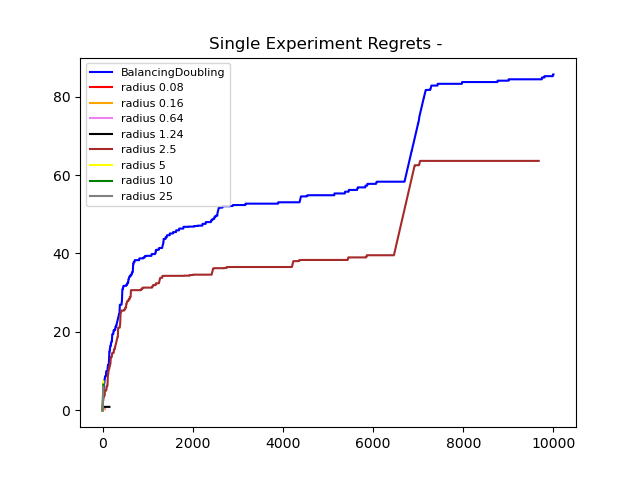 Single Experiment Regrets -
BalancingDoubling
radius 0.08
radius 0.16
radius 0.64
radius 1.24
radius 2.5
radius 5
radius 10
radius 25
80
60
40
20
0
0 2000 4000 6000 8000 10000